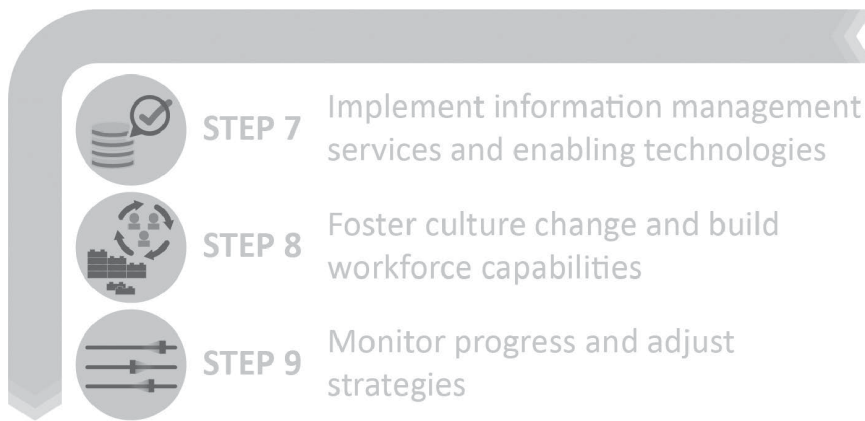 STEP 7
Implement information management
services and enabling technologies
STEP 8
Foster culture change and build
workforce capabilities
STEP 9
Monitor progress and adjust
strategies